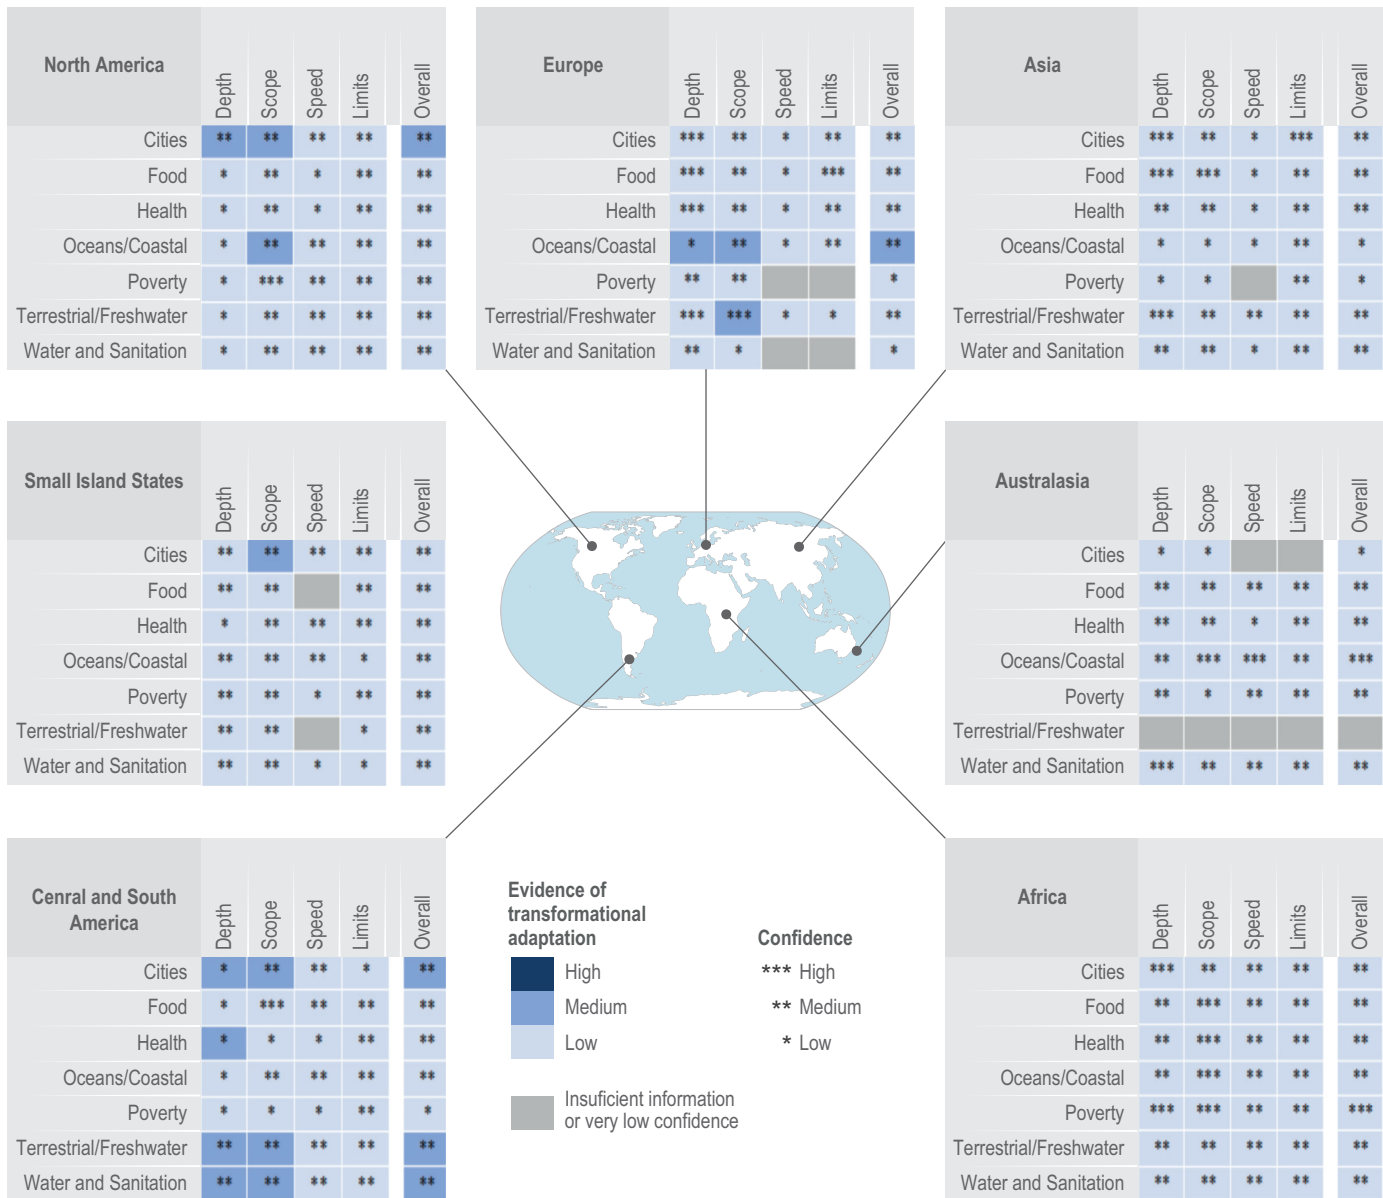 North America
Depth Scope Speed Limits Overall
Cities ** ** ** ** **
Food * ** * ** **
Health * ** * ** **
Oceans/Coastal * ** ** ** **
Poverty * *** ** ** **
Terrestrial/Freshwater * ** ** ** **
Water and Sanitation * ** ** ** **
Europe
Depth Scope Speed Limits Overall
Cities *** ** * ** **
Food *** ** * *** **
Health *** ** * ** **
Oceans/Coastal * ** * ** **
Poverty ** ** *
Terrestrial/Freshwater *** *** * * **
Water and Sanitation ** * *
Asia
Depth Scope Speed Limits Overall
Cities *** ** * *** **
Food *** *** * ** **
Health ** ** * ** **
Oceans/Coastal * * * ** *
Poverty * * ** *
Terrestrial/Freshwater *** ** ** ** **
Water and Sanitation ** ** * ** **
Small Island States
Depth Scope Speed Limits Overall
Cities ** ** ** ** **
Food ** ** ** **
Health * ** ** ** **
Oceans/Coastal ** ** ** * **
Poverty ** ** * ** **
Terrestrial/Freshwater ** ** * **
Water and Sanitation ** ** * * **
Australasia
Depth Scope Speed Limits Overall
Cities * * *
Food ** ** ** ** **
Health ** ** * ** **
Oceans/Coastal ** *** *** ** ***
Poverty ** * ** ** **
Terrestrial/Freshwater
Water and Sanitation *** ** ** ** **
Cenral and South
America
Depth Scope Speed Limits Overall
Cities * ** ** * **
Food * *** ** ** **
Health * * * ** **
Oceans/Coastal * ** ** ** **
Poverty * * * ** *
Terrestrial/Freshwater ** ** ** ** **
Water and Sanitation ** ** ** ** **
Evidence of
transformational
adaptation
High
Medium
Low
Insufficient information
or very low confidence
Confidence
*** High
** Medium
* Low
Africa
Depth Scope Speed Limits Overall
Cities *** ** ** ** **
Food ** *** ** ** **
Health ** *** ** ** **
Oceans/Coastal ** *** ** ** **
Poverty *** *** ** ** ***
Terrestrial/Freshwater ** ** ** ** **
Water and Sanitation ** ** ** ** **